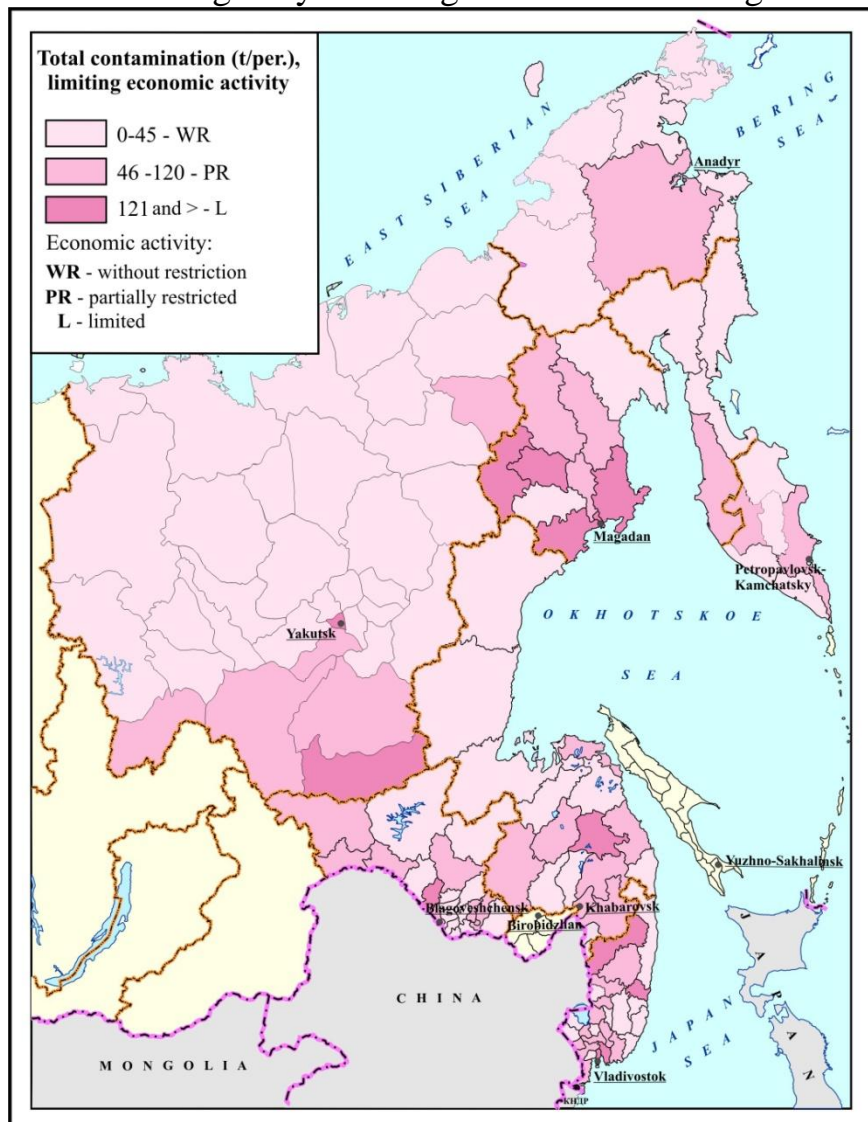 Total contamination (t/per.),
limiting economic activity
0-45 - WR
46 -120 - PR
121 and > - L
Economic activity:
WR - without restriction
PR - partially restricted
L - limited
EAST SIBERIAN
SEA
BERING
SEA
Anadyr
Magadan
Petropavlovsk-
Kamchatsky
OKHOTSKOE
SEA
Yakutsk
Yuzhno-Sakhalinsk
Blagoveshchensk
Khabarovsk
Birobidzhan
CHINA
MONGOLIA
JAPAN
SEA
JAPAN
Vladivostok